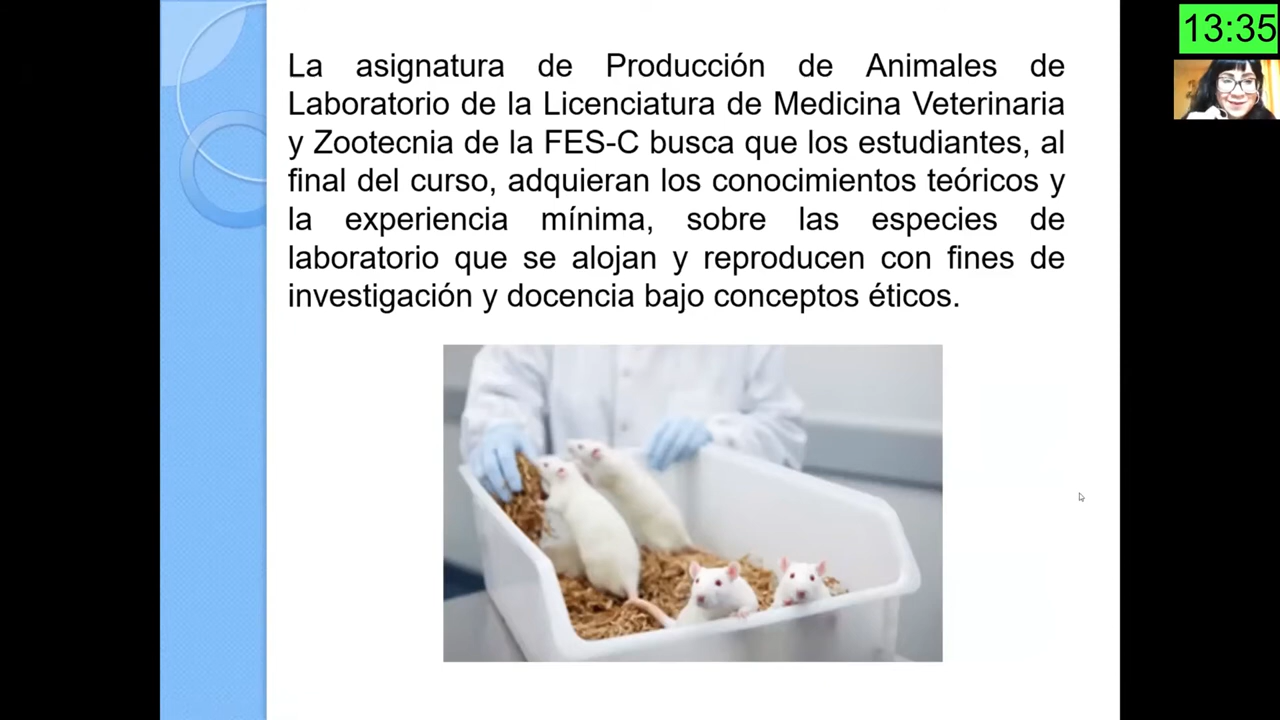 13:35
La asignatura de Producción de Animales de
Laboratorio de la Licenciatura de Medicina Veterinaria
y Zootecnia de la FES-C busca que los estudiantes, al
final del curso, adquieran los conocimientos teóricos y
la experiencia mínima, sobre las especies de
laboratorio que se alojan y reproducen con fines de
investigación y docencia bajo conceptos éticos.